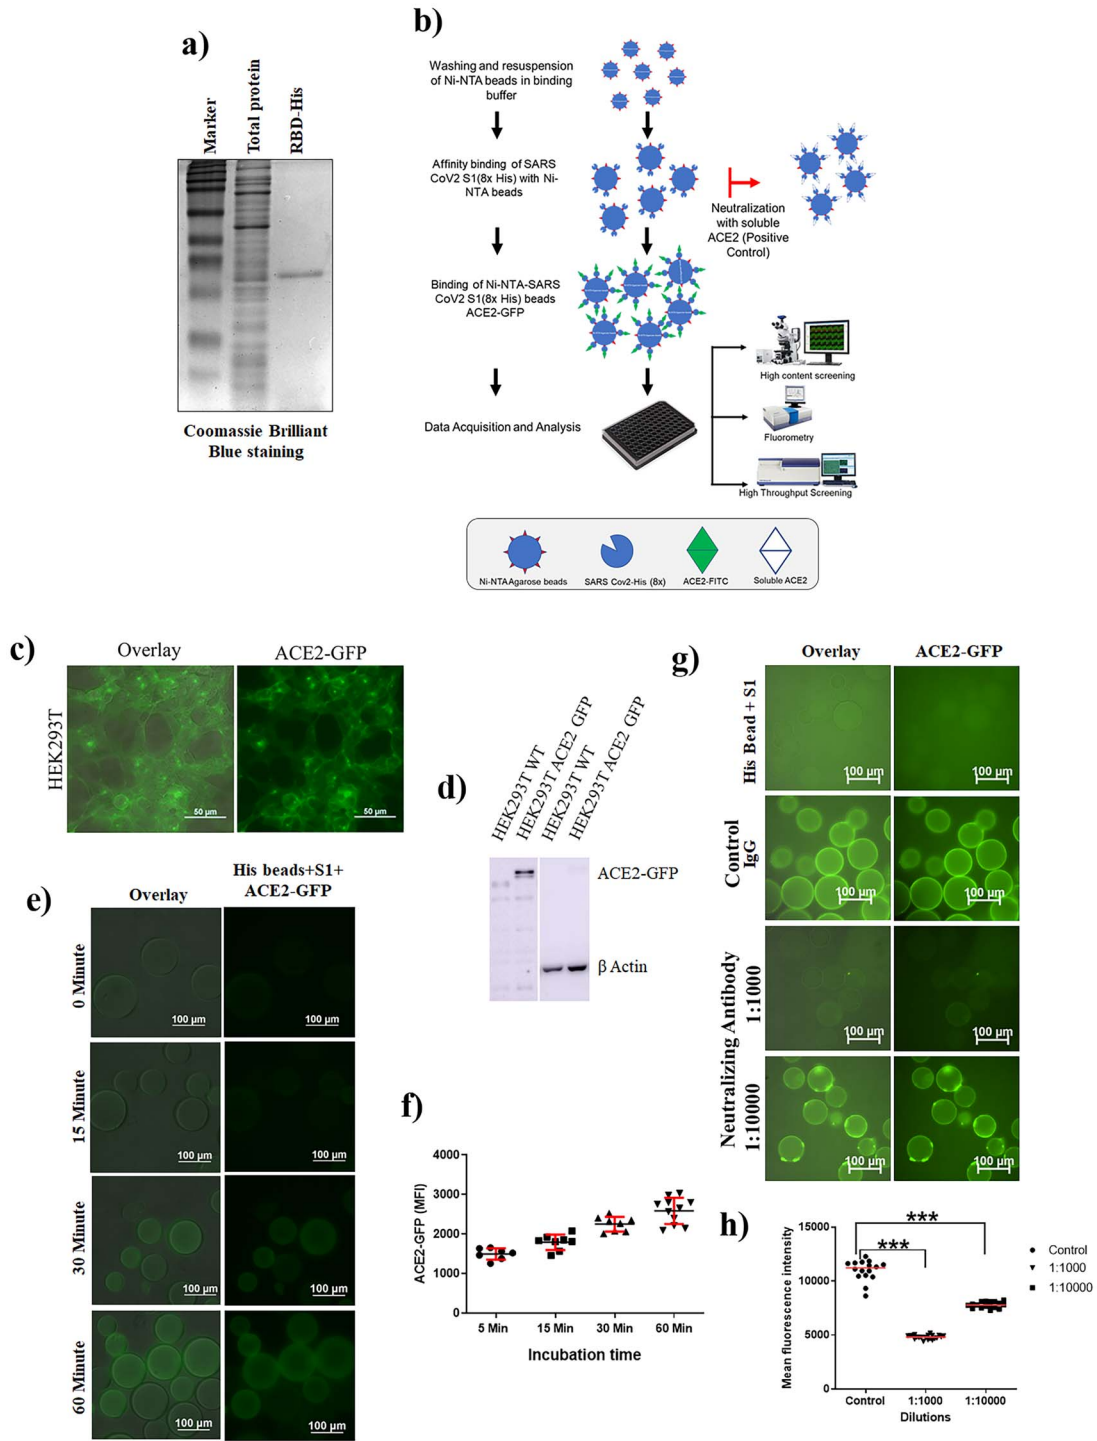 a)
Marker
Total protein
RBD-His
Coomassie Brilliant
Blue staining
b)
Washing and resuspension
of Ni-NTA beads in binding
buffer
Affinity binding of SARS
CoV2 S1(8x His) with Ni-
NTA beads
Neutralization
with soluble
ACE2 (Positive
Control)
Binding of Ni-NTA-SARS
CoV2 S1(8x His) beads
ACE2-GFP
Data Acquisition and Analysis
High content screening
Fluorometry
High Throughput Screening
Ni-NTA Agarose beads
SARS Cov2-His (8x)
ACE2-FITC
Soluble ACE2
c)
Overlay
ACE2-GFP
HEK293T
50 µm
50 µm
d)
HEK293T WT
HEK293T ACE2 GFP
HEK293T WT
HEK293T ACE2 GFP
ACE2-GFP
β Actin
e)
Overlay
His beads+S1+
ACE2-GFP
0 Minute
100 µm
100 µm
15 Minute
100 µm
100 µm
30 Minute
100 µm
100 µm
60 Minute
100 µm
100 µm
f)
ACE2-GFP (MFI)
4000
3000
2000
1000
0
5 Min
15 Min
30 Min
60 Min
Incubation time
g)
Overlay
ACE2-GFP
His Bead + S1
100 µm
100 µm
Control
IgG
100 µm
100 µm
Neutralizing Antibody
1:1000
100 µm
100 µm
1:10000
100 µm
100 µm
h)
Mean fluorescence intensity
15000
10000
5000
0
***
***
Control
1:1000
1:10000
Control
1:1000
1:10000
Dilutions